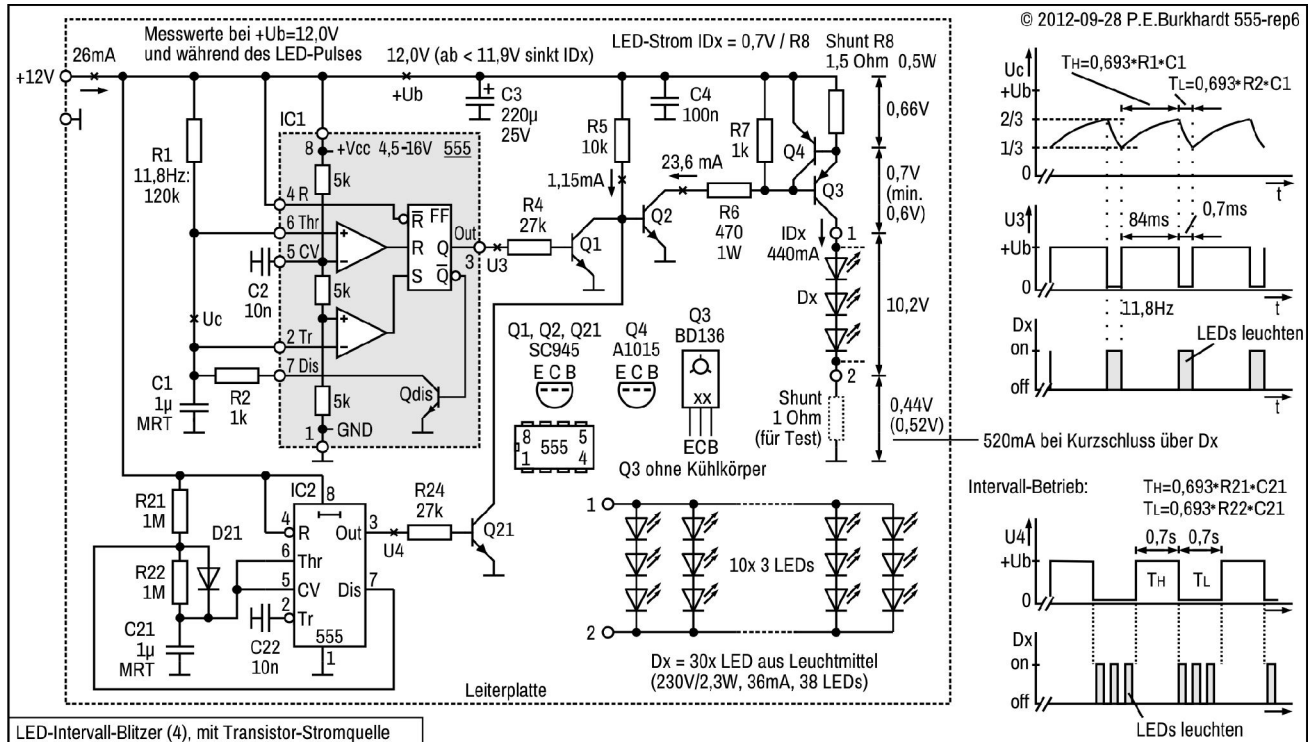 © 2012-09-28 P.E.Burkhardt 555-rep6
Messwerte bei +Ub=12,0V
und während des LED-Pulses
26mA
+12V
12,0V (ab < 11,9V sinkt IDx)
+Ub
LED-Strom IDx = 0,7V / R8
Shunt R8
1,5 Ohm 0,5W
C3
220µ
25V
C4
100n
R5
10k
R7
1k
Q4
0,66V
R1
11,8Hz:
120k
IC1
8
+Vcc 4,5-16V 555
5k
4 R
6 Thr
5 CV
R FF
R Q
S Q
Out
3
U3
C2
10n
5k
Uc
2 Tr
7 Dis
Qdis
5k
1
GND
C1
1µ
MRT
R2
1k
R4
27k
Q1
1,15mA
Q2
23,6 mA
R6
470
1W
Q3
0,7V
(min.
0,6V)
IDx
440mA
1
Dx
10,2V
2
Shunt
1 Ohm
(für Test)
0,44V
(0,52V)
520mA bei Kurzschluss über Dx
Q1, Q2, Q21
SC945
E C B
Q4
A1015
E C B
Q3
BD136
xx
ECB
8 5
555
1 4
Q3 ohne Kühlkörper
R21
1M
D21
R22
1M
C21
1µ
MRT
IC2
8
4
R
Out
3
U4
6
Thr
5
CV
Dis
7
2
Tr
555
1
C22
10n
R24
27k
Q21
1
10x 3 LEDs
2
Dx = 30x LED aus Leuchtmittel
(230V/2,3W, 36mA, 38 LEDs)
Leiterplatte
LED-Intervall-Blitzer (4), mit Transistor-Stromquelle
TH=0,693*R1*C1
TL=0,693*R2*C1
Uc
+Ub
2/3
1/3
0
t
U3
+Ub
84ms
0,7ms
0
11,8Hz
t
Dx
on
off
LEDs leuchten
t
Intervall-Betrieb:
TH=0,693*R21*C21
TL=0,693*R22*C21
U4
+Ub
0,7s
0,7s
TH
TL
0
t
Dx
on
off
LEDs leuchten